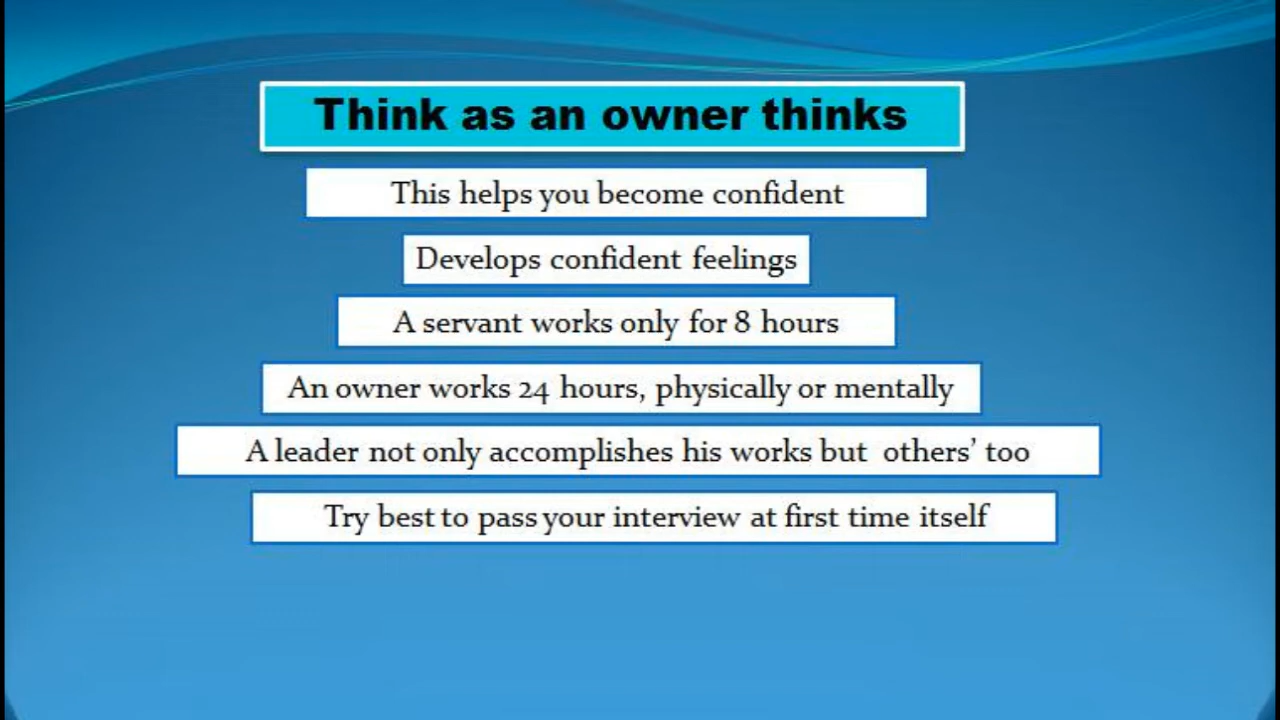 Think as an owner thinks
This helps you become confident
Develops confident feelings
A servant works only for 8 hours
An owner works 24 hours, physically or mentally
A leader not only accomplishes his works but others’ too
Try best to pass your interview at first time itself